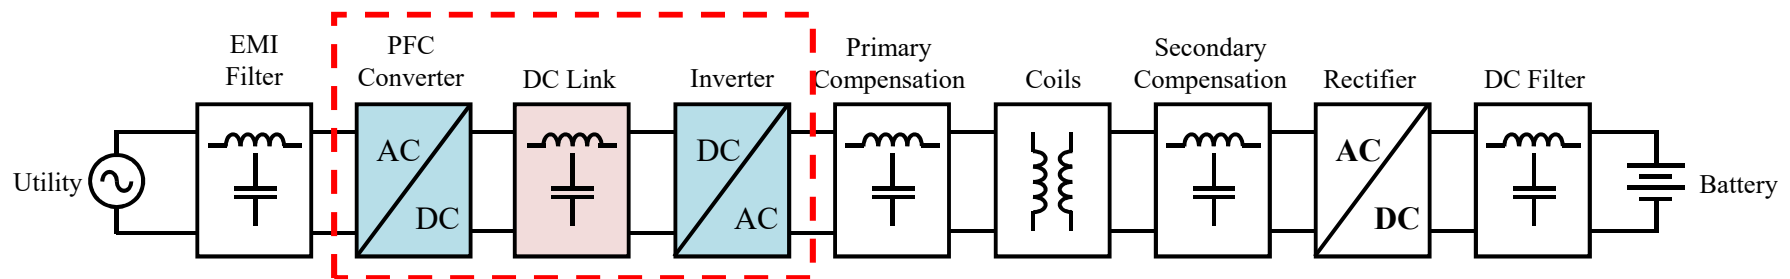 EMI
Filter
PFC
Converter
DC Link
Inverter
Primary
Compensation
Coils
Secondary
Compensation
Rectifier
DC Filter
Utility
AC
DC
DC
AC
AC
DC
Battery